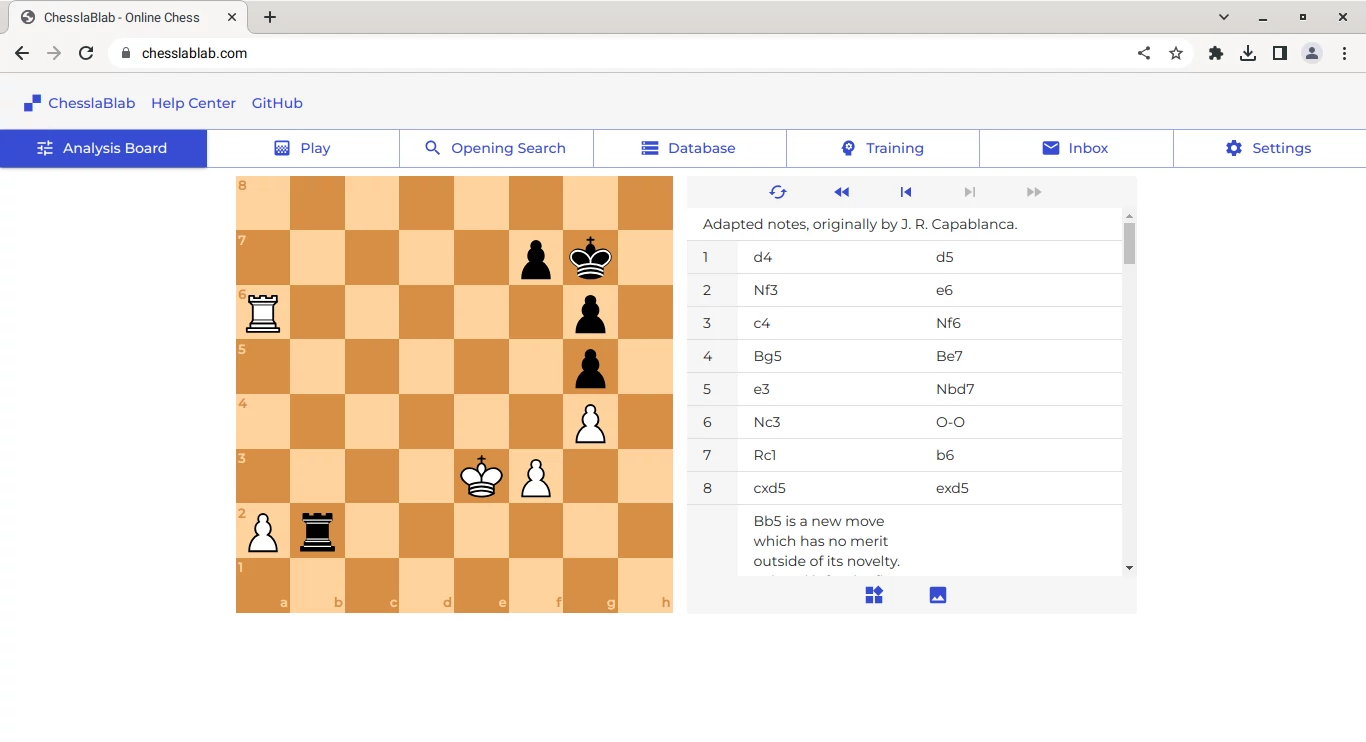 ChesslaBlab - Online Chess
chesslablab.com
ChesslaBlab Help Center GitHub
Analysis Board Play Opening Search Database Training Inbox Settings
8
7
6
5
4
3
2
1
a b c d e f g h
Adapted notes, originally by J. R. Capablanca.
1 d4 d5
2 Nf3 e6
3 c4 Nf6
4 Bg5 Be7
5 e3 Nbd7
6 Nc3 O-O
7 Rc1 b6
8 cxd5 exd5
Bb5 is a new move
which has no merit
outside of its novelty.